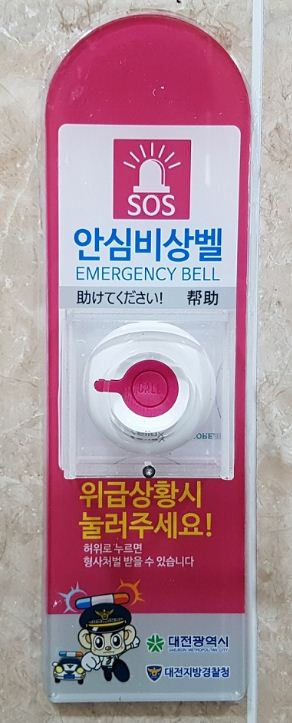 SOS
안심비상벨
EMERGENCY BELL
助けてください! 帮助
CALL
위급상황시
눌러주세요!
허위로 누르면
형사처벌 받을 수 있습니다
대전광역시
DAEJEON METROPOLITAN CITY
대전지방경찰청